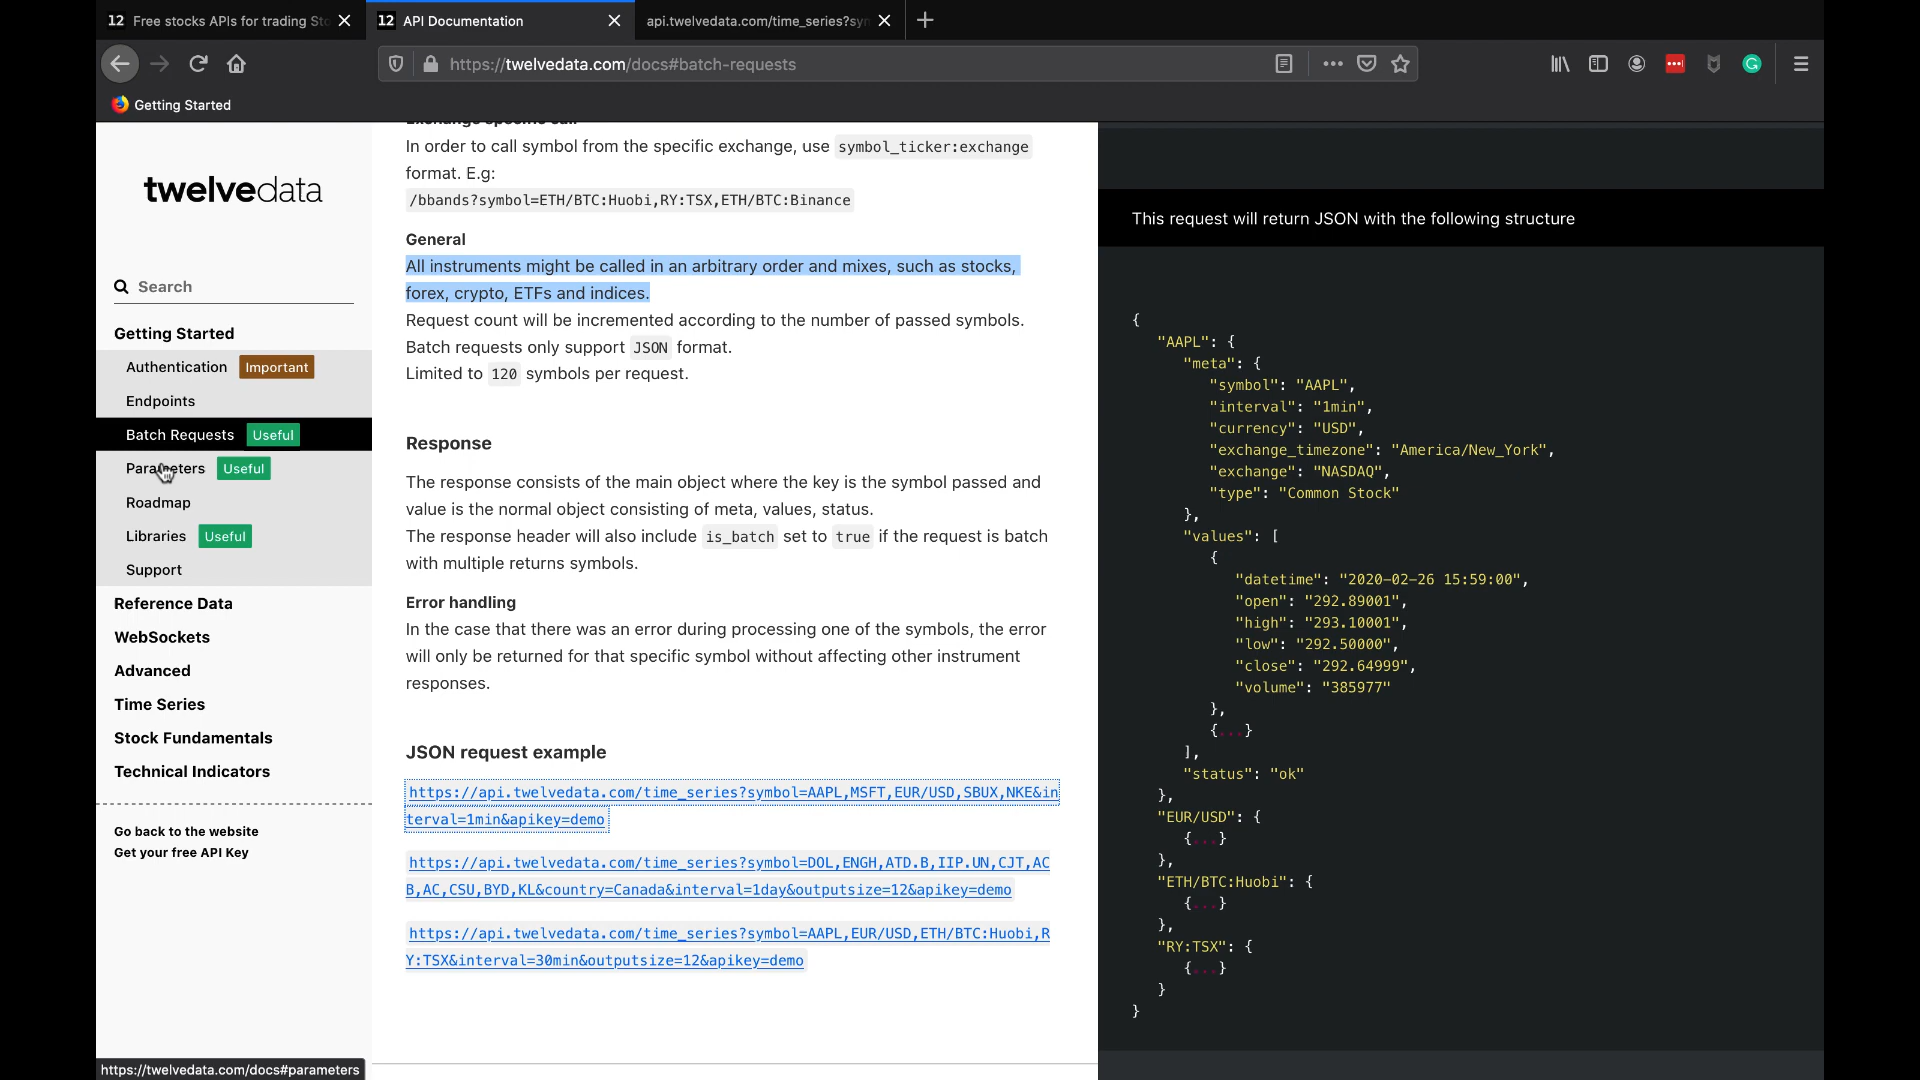 12 Free stocks APIs for trading Sto
12 API Documentation
api.twelvedata.com/time_series?sym
https://twelvedata.com/docs#batch-requests
Getting Started
twelvedata
Search
Getting Started
Authentication Important
Endpoints
Batch Requests Useful
Parameters Useful
Roadmap
Libraries Useful
Support
Reference Data
WebSockets
Advanced
Time Series
Stock Fundamentals
Technical Indicators
Go back to the website
Get your free API Key
https://twelvedata.com/docs#parameters
Exchange specific call
In order to call symbol from the specific exchange, use symbol_ticker:exchange
format. E.g:
/bbands?symbol=ETH/BTC:Huobi,RY:TSX,ETH/BTC:Binance
General
All instruments might be called in an arbitrary order and mixes, such as stocks,
forex, crypto, ETFs and indices.
Request count will be incremented according to the number of passed symbols.
Batch requests only support JSON format.
Limited to 120 symbols per request.
Response
The response consists of the main object where the key is the symbol passed and
value is the normal object consisting of meta, values, status.
The response header will also include is_batch set to true if the request is batch
with multiple returns symbols.
Error handling
In the case that there was an error during processing one of the symbols, the error
will only be returned for that specific symbol without affecting other instrument
responses.
JSON request example
https://api.twelvedata.com/time_series?symbol=AAPL,MSFT,EUR/USD,SBUX,NKE&in
terval=1min&apikey=demo
https://api.twelvedata.com/time_series?symbol=DOL,ENGH,ATD.B,IIP.UN,CJT,AC
B,AC,CSU,BYD,KL&country=Canada&interval=1day&outputsize=12&apikey=demo
https://api.twelvedata.com/time_series?symbol=AAPL,EUR/USD,ETH/BTC:Huobi,R
Y:TSX&interval=30min&outputsize=12&apikey=demo
This request will return JSON with the following structure
{
"AAPL": {
"meta": {
"symbol": "AAPL",
"interval": "1min",
"currency": "USD",
"exchange_timezone": "America/New_York",
"exchange": "NASDAQ",
"type": "Common Stock"
},
"values": [
{
"datetime": "2020-02-26 15:59:00",
"open": "292.89001",
"high": "293.10001",
"low": "292.50000",
"close": "292.64999",
"volume": "385977"
},
{...}
],
"status": "ok"
},
"EUR/USD": {
{...}
},
"ETH/BTC:Huobi": {
{...}
},
"RY:TSX": {
{...}
}
}